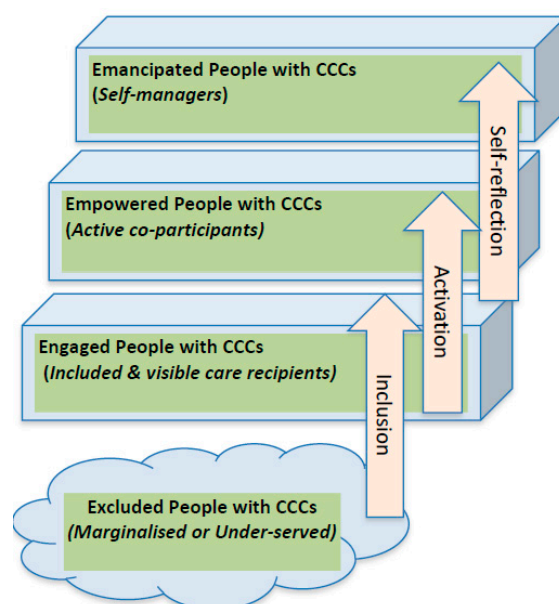 Emancipated People with CCCs
(Self-managers)
Self-reflection
Empowered People with CCCs
(Active co-participants)
Activation
Engaged People with CCCs
(Included & visible care recipients)
Inclusion
Excluded People with CCCs
(Marginalised or Under-served)